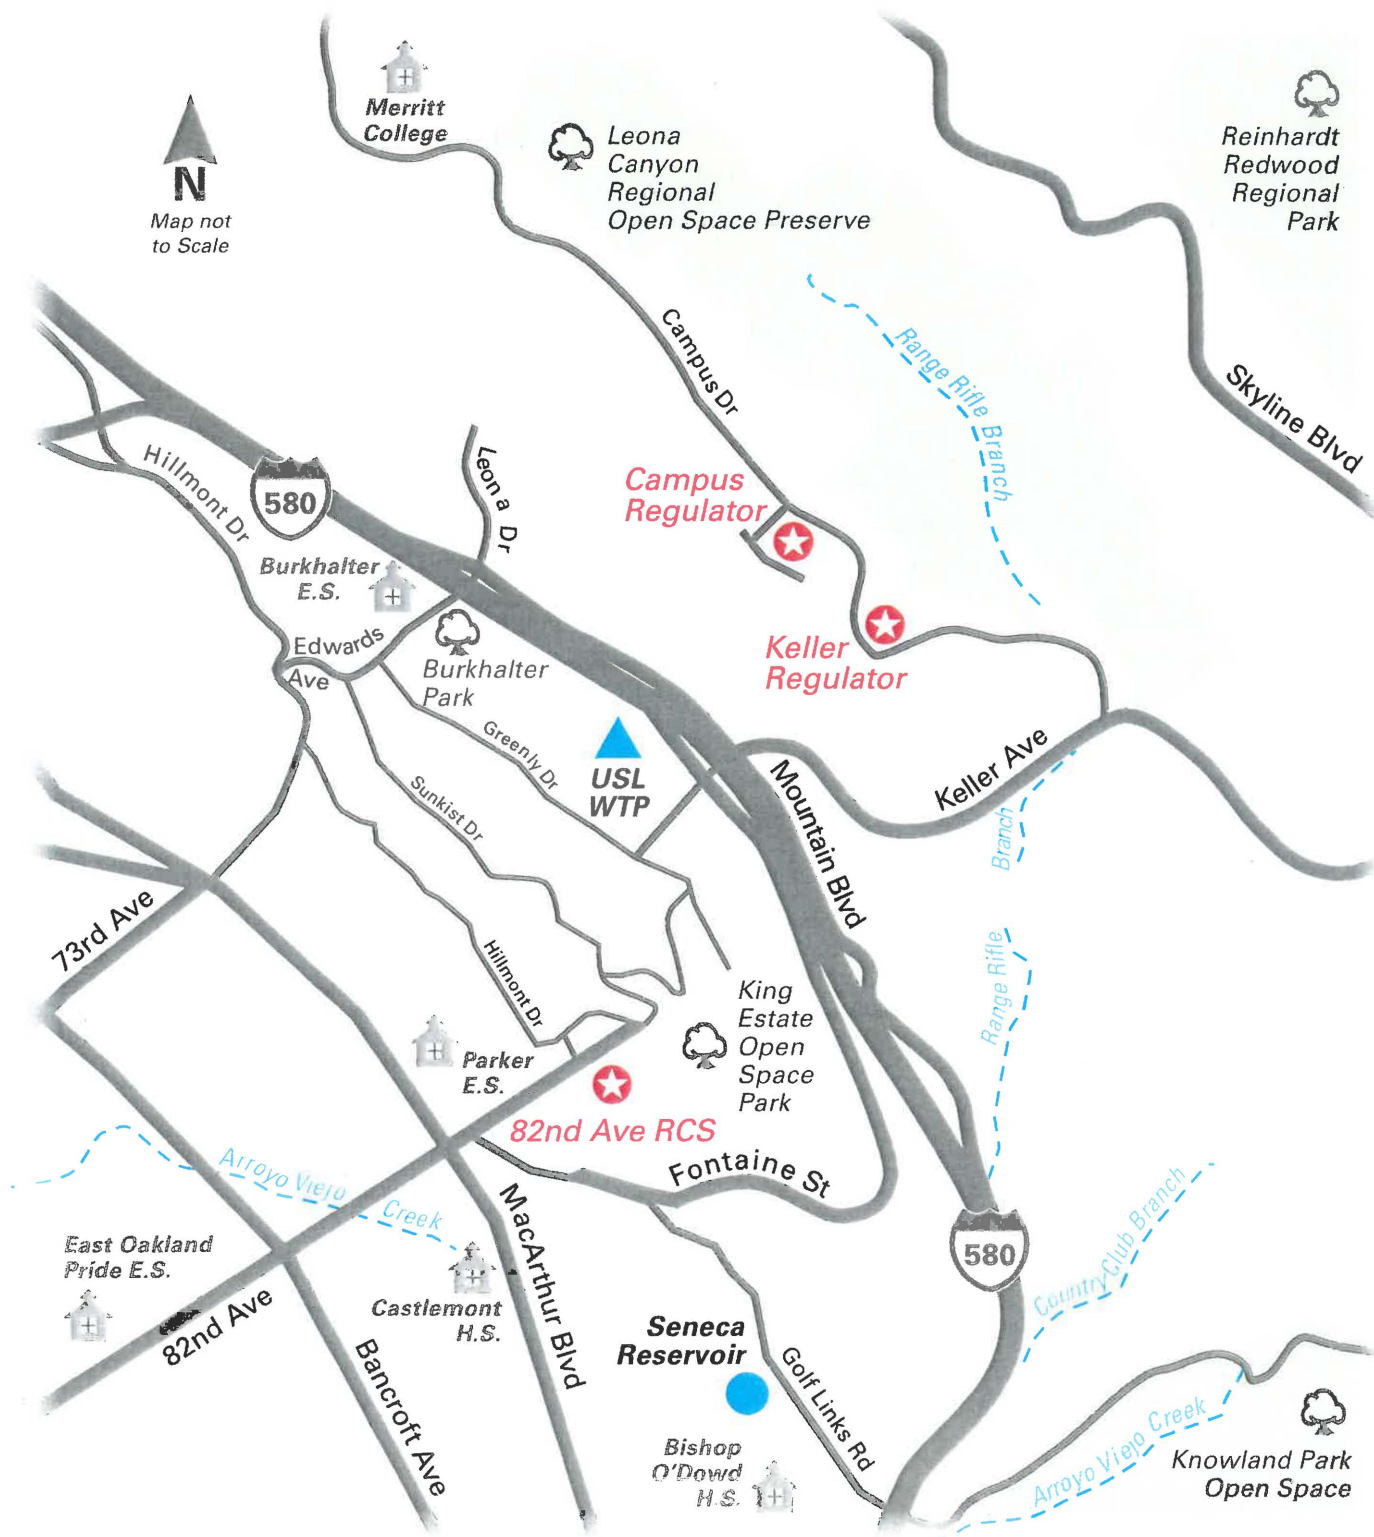 Merritt
College
N
Map not
to Scale
Leona
Canyon
Regional
Open Space Preserve
Reinhardt
Redwood
Regional
Park
Campus Dr
Range Rifle Branch
Skyline Blvd
Hillmont Dr
580
Leona Dr
Campus
Regulator
Burkhalter
E.S.
Edwards
Ave
Burkhalter
Park
Keller
Regulator
Greenly Dr
USL
WTP
Sunkist Dr
Mountain Blvd
Keller Ave
Branch
Range Rifle
73rd Ave
Hillmont Dr
King
Estate
Open
Space
Park
Parker
E.S.
82nd Ave RCS
Fontaine St
Arroyo Viejo
Creek
MacArthur Blvd
580
Country Club Branch
East Oakland
Pride E.S.
82nd Ave
Castlemont
H.S.
Bancroft Ave
Seneca
Reservoir
Golf Links Rd
Bishop
O'Dowd
H.S.
Arroyo Viejo Creek
Knowland Park
Open Space